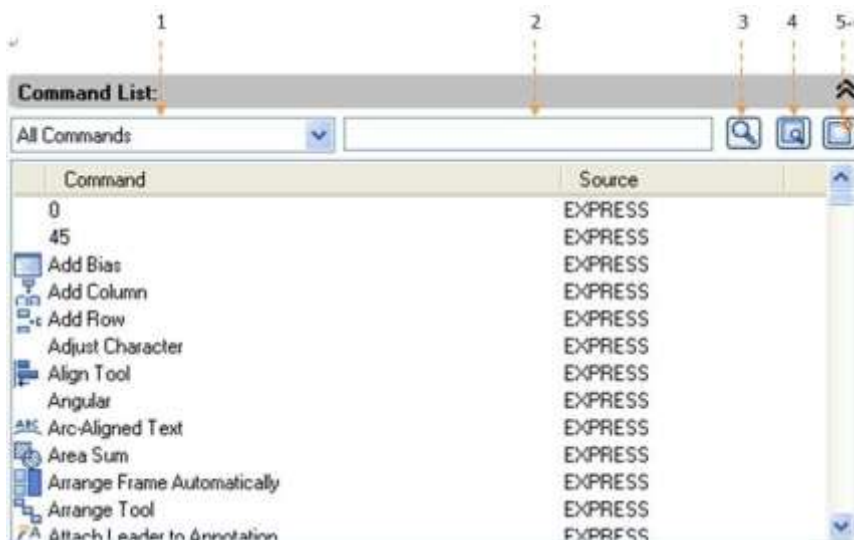 1 2 3 4 5
Command List:
All Commands
Command Source
0 EXPRESS
45 EXPRESS
Add Bias EXPRESS
Add Column EXPRESS
Add Row EXPRESS
Adjust Character EXPRESS
Align Tool EXPRESS
Angular EXPRESS
ABC Arc-Aligned Text EXPRESS
Area Sum EXPRESS
Arrange Frame Automatically EXPRESS
Arrange Tool EXPRESS
A Attach Leader to Annotation EXPRESS